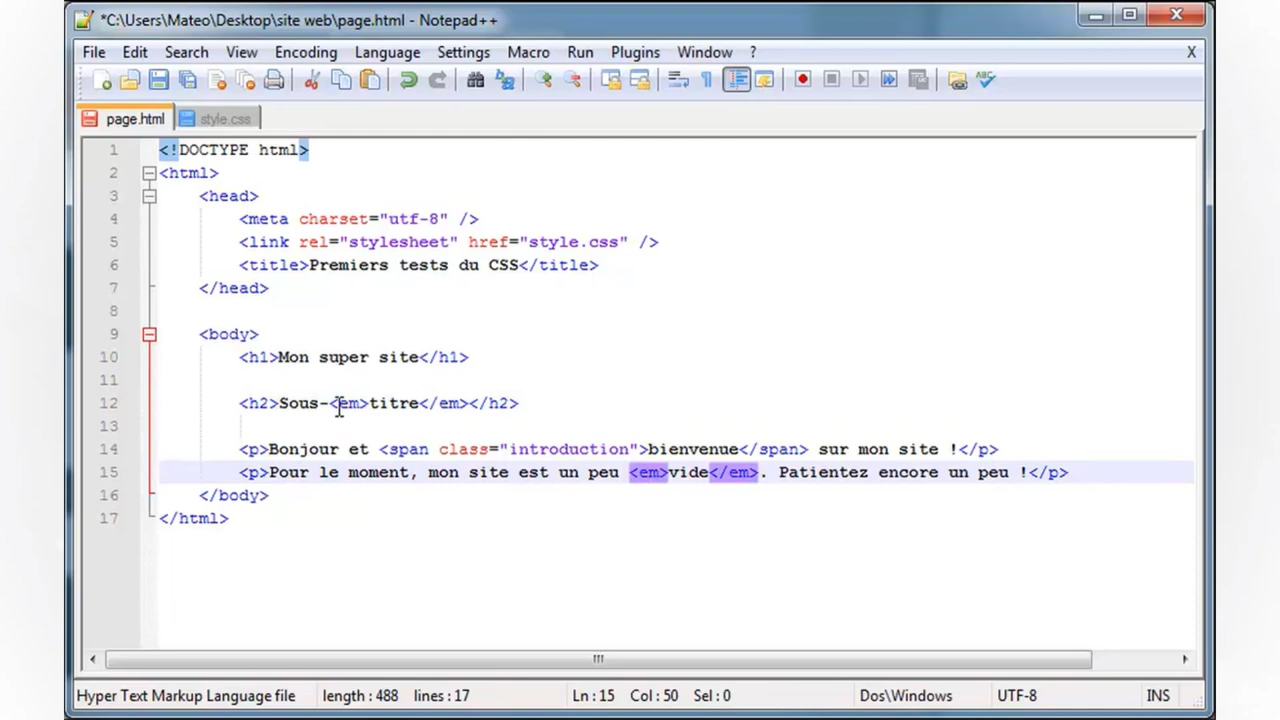 *C:\Users\Mateo\Desktop\site web\page.html - Notepad++
File Edit Search View Encoding Language Settings Macro Run Plugins Window ? X
page.html style.css
1 <!DOCTYPE html>
2 <html>
3 <head>
4 <meta charset="utf-8" />
5 <link rel="stylesheet" href="style.css" />
6 <title>Premiers tests du CSS</title>
7 </head>
8
9 <body>
10 <h1>Mon super site</h1>
11
12 <h2>Sous-<em>titre</em></h2>
13
14 <p>Bonjour et <span class="introduction">bienvenue</span> sur mon site !</p>
15 <p>Pour le moment, mon site est un peu <em>vide</em>. Patientez encore un peu !</p>
16 </body>
17 </html>
Hyper Text Markup Language file length : 488 lines : 17 Ln : 15 Col : 50 Sel : 0 Dos\Windows UTF-8 INS